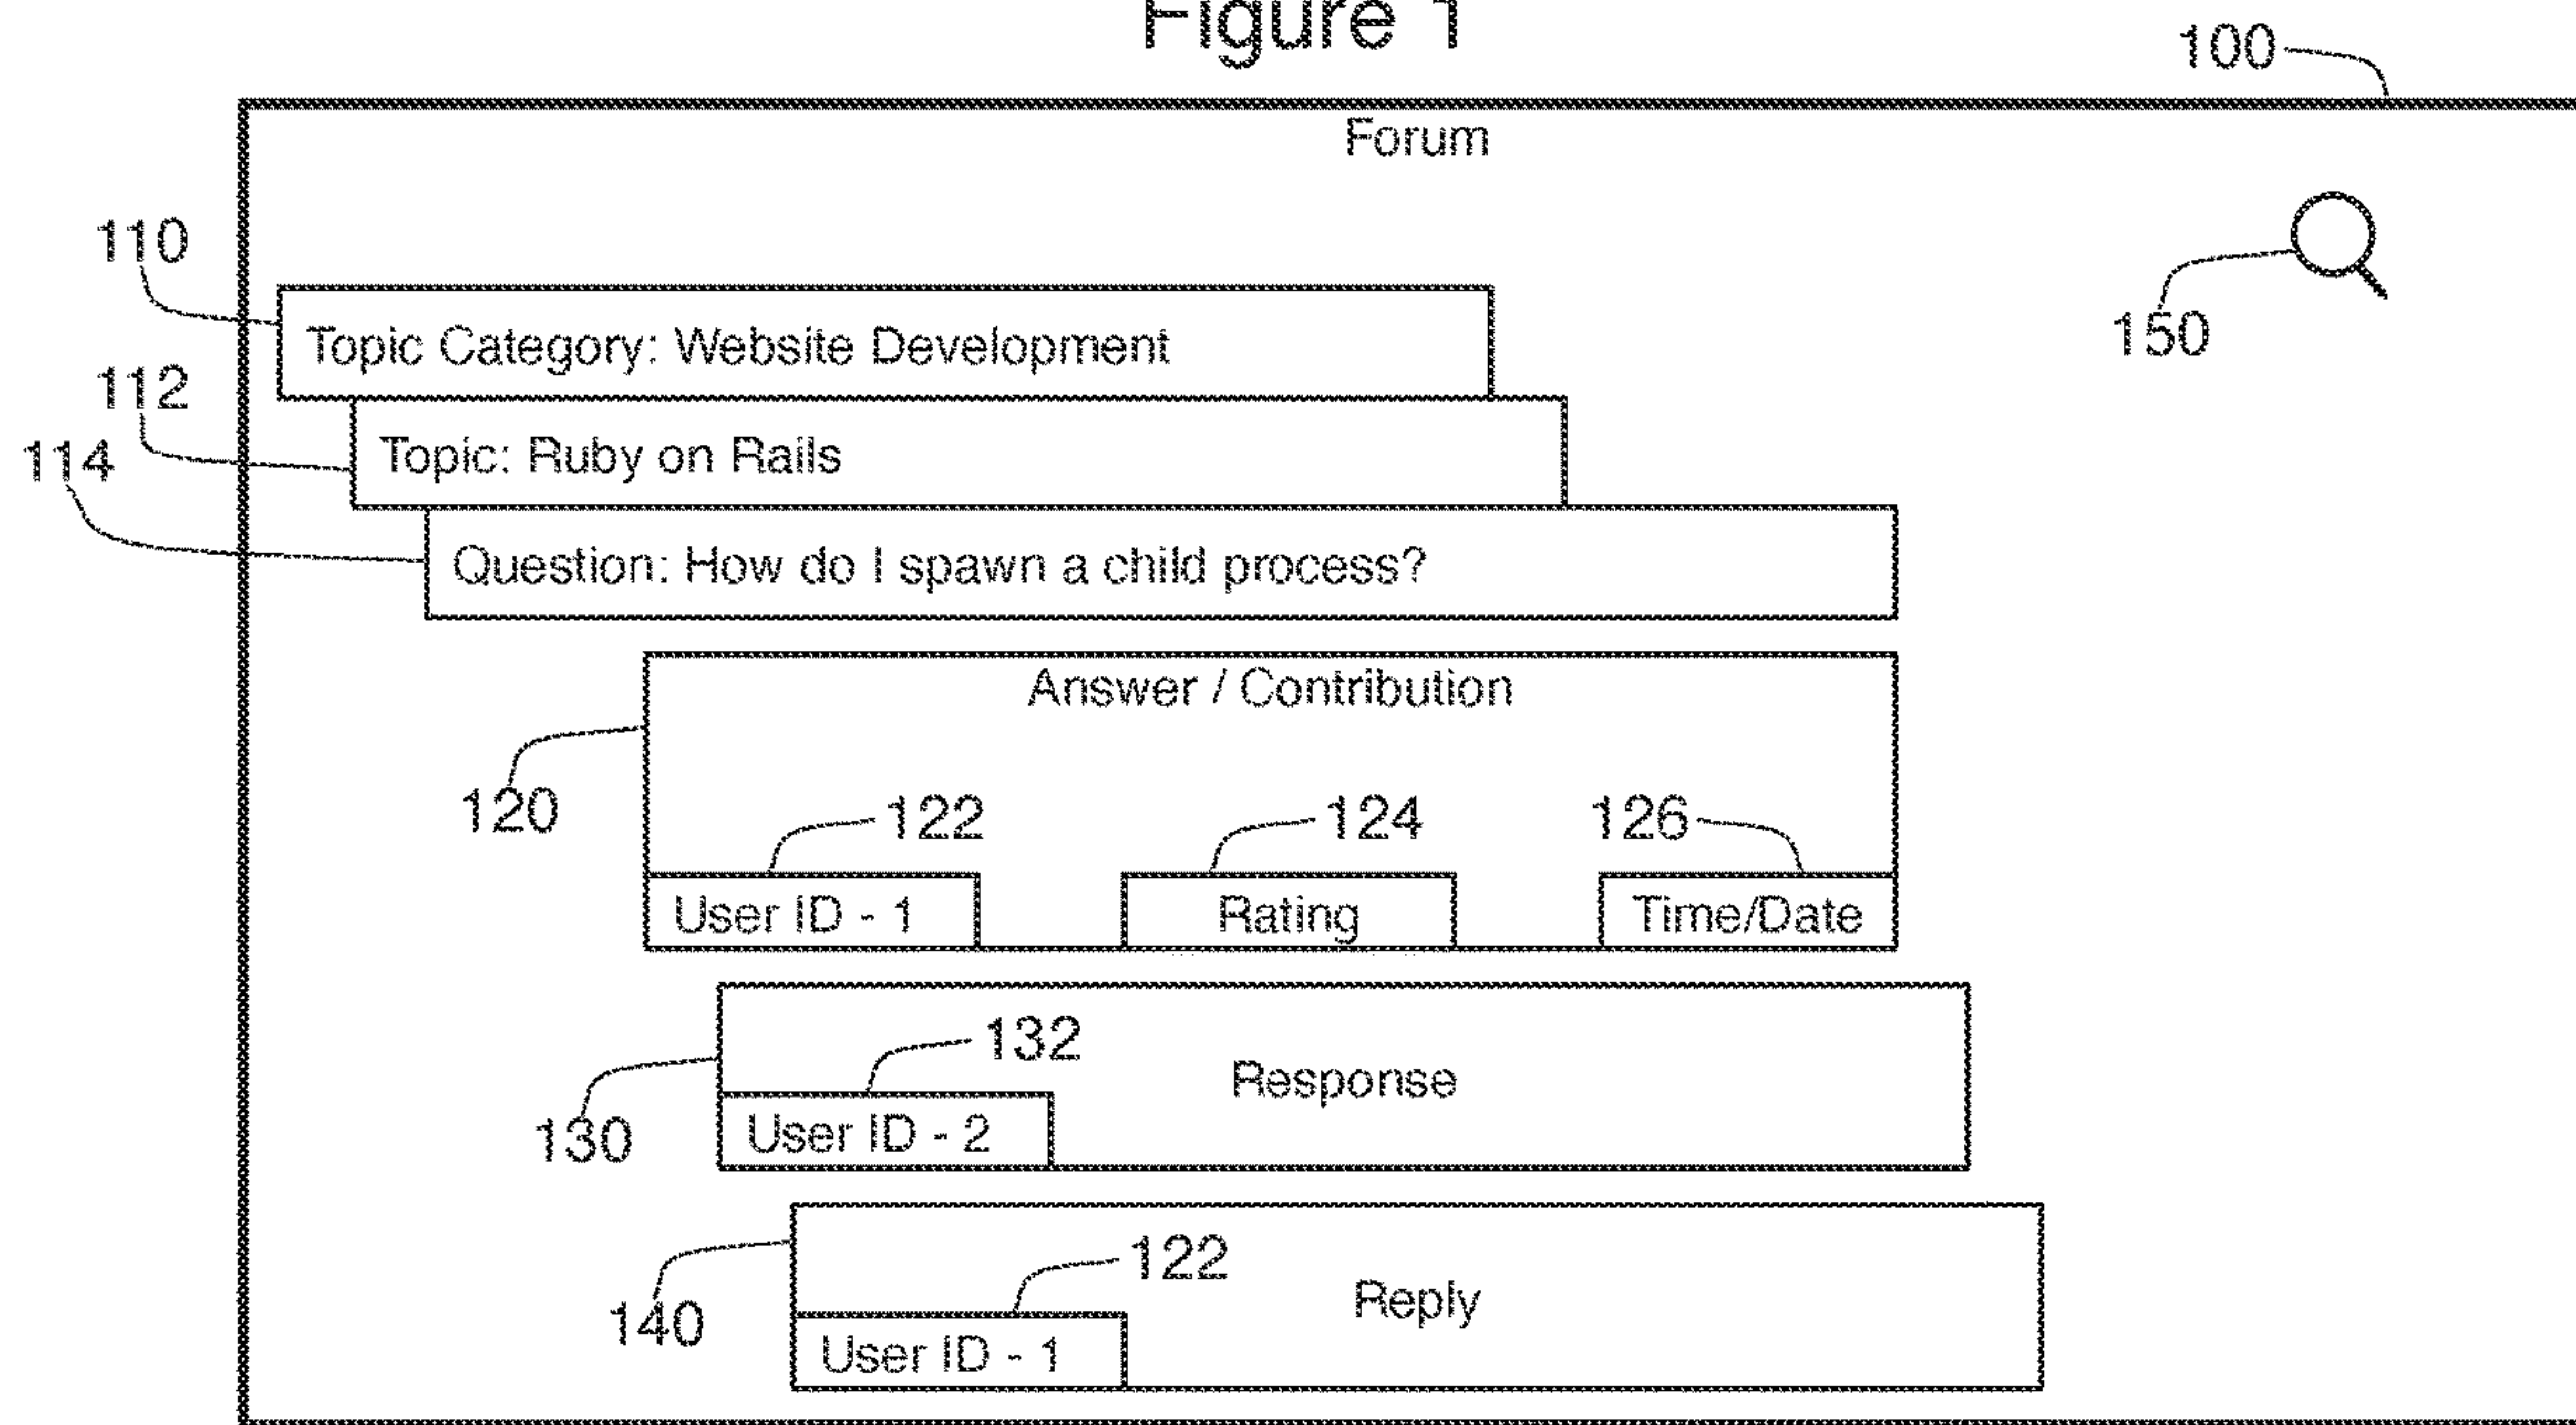 Figure 1
100
Forum
110
150
Topic Category: Website Development
112
Topic: Ruby on Rails
114
Question: How do I spawn a child process?
Answer / Contribution
120
122
124
126
User ID - 1
Rating
Time/Date
132
Response
130
User ID - 2
122
Reply
140
User ID - 1